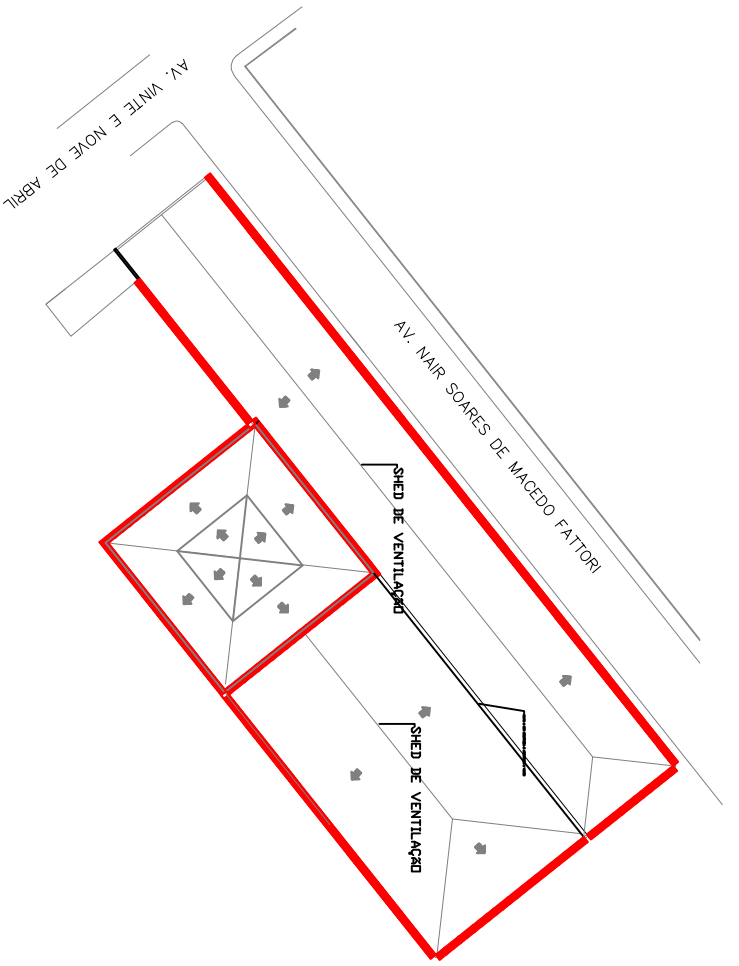 AV. VINTE E NOVE DE ABRIL
AV. NAIR SOARES DE MACEDO FATTORI
SHED DE VENTILAÇÃO
SHED DE VENTILAÇÃO